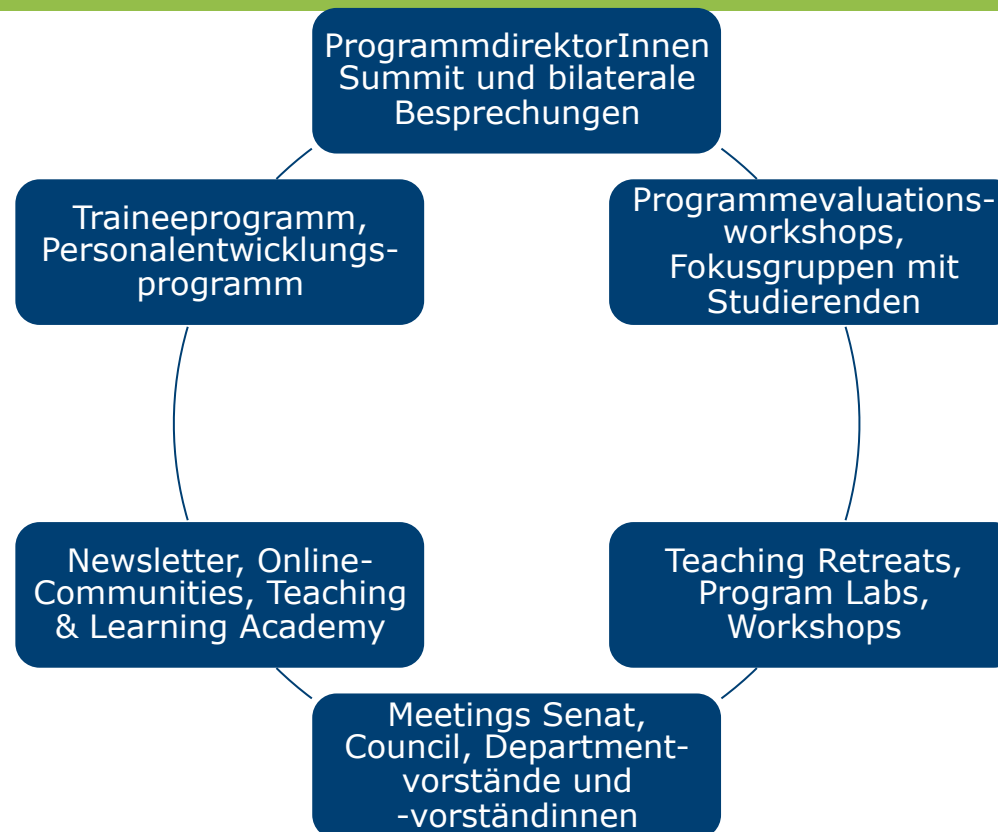 ProgrammdirektorInnen
Summit und bilaterale
Besprechungen
Programmevaluations-
workshops,
Fokusgruppen mit
Studierenden
Teaching Retreats,
Program Labs,
Workshops
Meetings Senat,
Council, Department-
vorstände und
-vorständinnen
Newsletter, Online-
Communities, Teaching
& Learning Academy
Traineeprogramm,
Personalentwicklungs-
programm